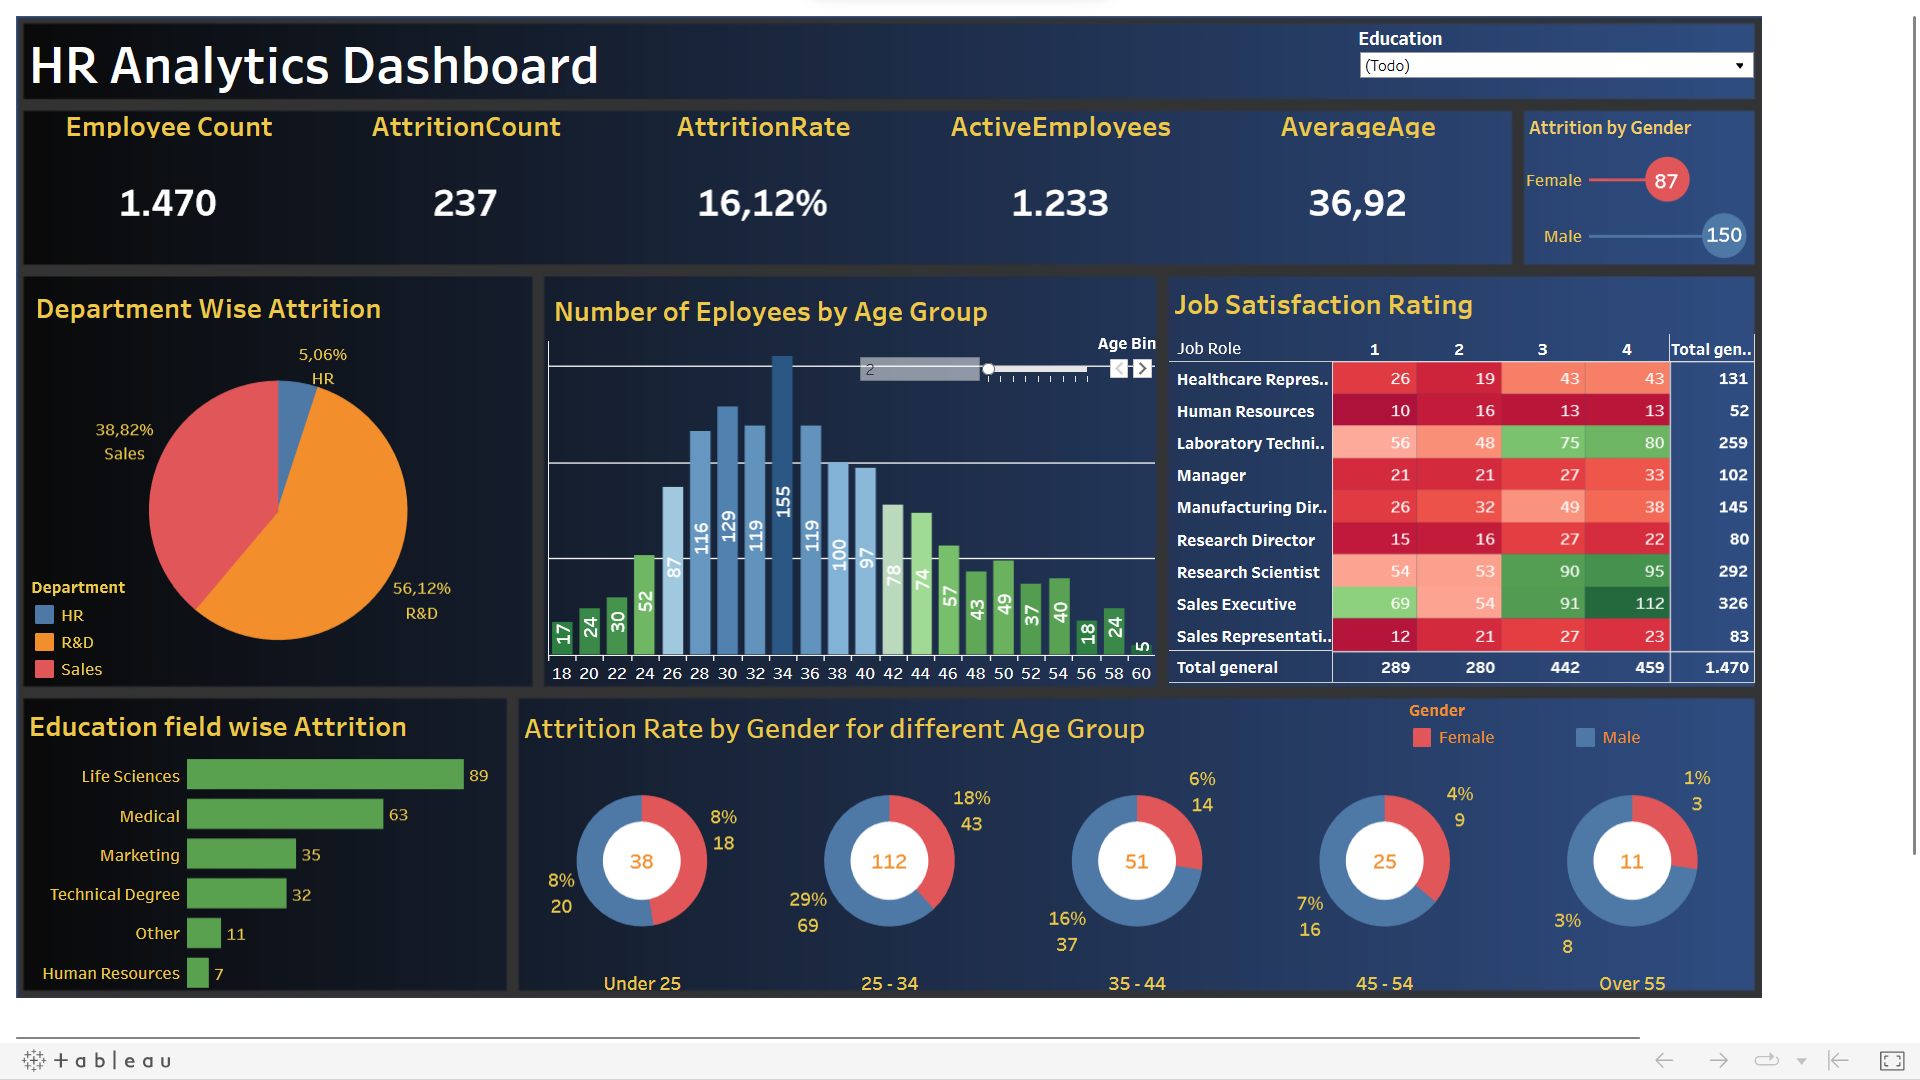 HR Analytics Dashboard
Education
(Todo)
Employee Count
AttritionCount
AttritionRate
ActiveEmployees
AverageAge
1.470
237
16,12%
1.233
36,92
Attrition by Gender
Female 87
Male 150
Department Wise Attrition
5,06%
HR
38,82%
Sales
56,12%
R&D
Department
HR
R&D
Sales
Number of Eployees by Age Group
Age Bin
2
17 24 30 52 87 116 129 119 155 119 100 97 78 74 57 43 49 37 40 18 24 5
18 20 22 24 26 28 30 32 34 36 38 40 42 44 46 48 50 52 54 56 58 60
Job Satisfaction Rating
Job Role 1 2 3 4 Total gen..
Healthcare Repres.. 26 19 43 43 131
Human Resources 10 16 13 13 52
Laboratory Techni.. 56 48 75 80 259
Manager 21 21 27 33 102
Manufacturing Dir.. 26 32 49 38 145
Research Director 15 16 27 22 80
Research Scientist 54 53 90 95 292
Sales Executive 69 54 91 112 326
Sales Representati.. 12 21 27 23 83
Total general 289 280 442 459 1.470
Education field wise Attrition
Life Sciences 89
Medical 63
Marketing 35
Technical Degree 32
Other 11
Human Resources 7
Attrition Rate by Gender for different Age Group
Gender
Female
Male
8%
18
38
8%
20
Under 25
18%
43
112
29%
69
25 - 34
6%
14
51
16%
37
35 - 44
4%
9
25
7%
16
45 - 54
1%
3
11
3%
8
Over 55
+ a b | e a u